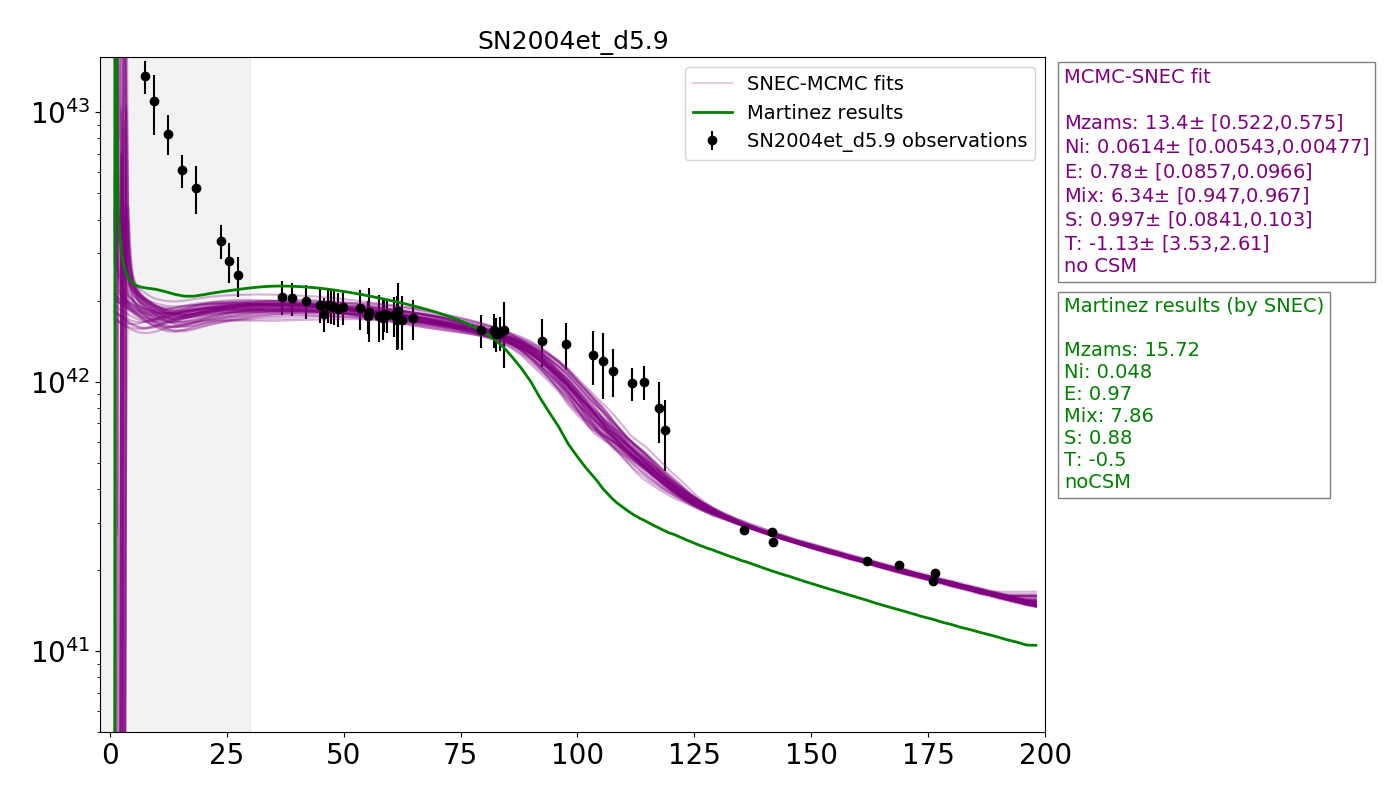 SN2004et_d5.9
SNEC-MCMC fits
Martinez results
SN2004et_d5.9 observations
10^43
10^42
10^41
0 25 50 75 100 125 150 175 200
MCMC-SNEC fit
Mzams: 13.4± [0.522,0.575]
Ni: 0.0614± [0.00543,0.00477]
E: 0.78± [0.0857,0.0966]
Mix: 6.34± [0.947,0.967]
S: 0.997± [0.0841,0.103]
T: -1.13± [3.53,2.61]
no CSM
Martinez results (by SNEC)
Mzams: 15.72
Ni: 0.048
E: 0.97
Mix: 7.86
S: 0.88
T: -0.5
noCSM